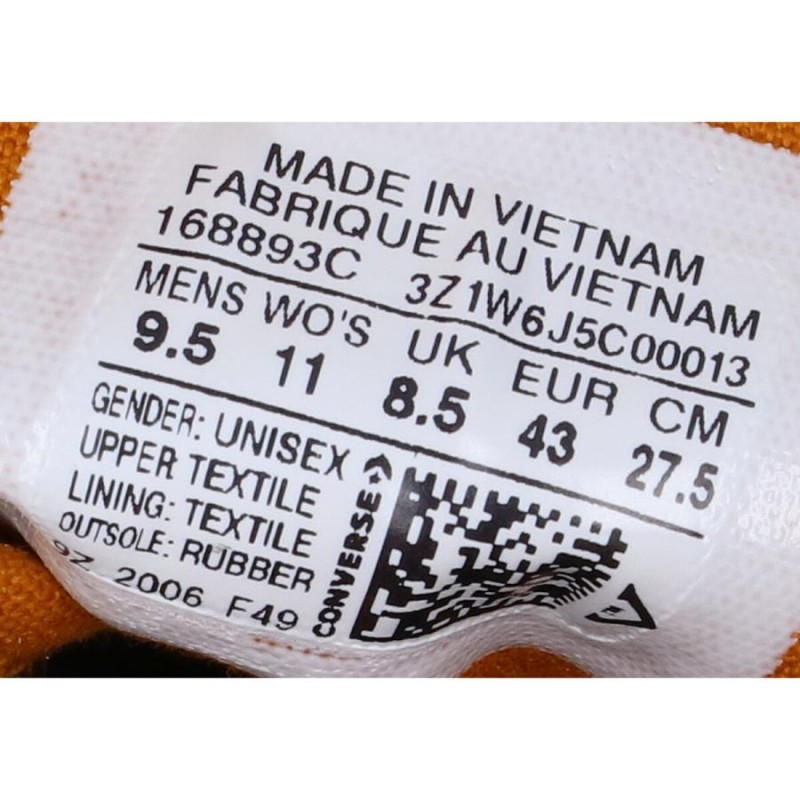 MADE IN VIETNAM
FABRIQUE AU VIETNAM
168893C 3Z1W6J5C00013
MENS WO'S UK EUR CM
9.5 11 8.5 43 27.5
GENDER: UNISEX
UPPER TEXTILE
LINING: TEXTILE
OUTSOLE: RUBBER
9Z 2006 F49
CONVERSE